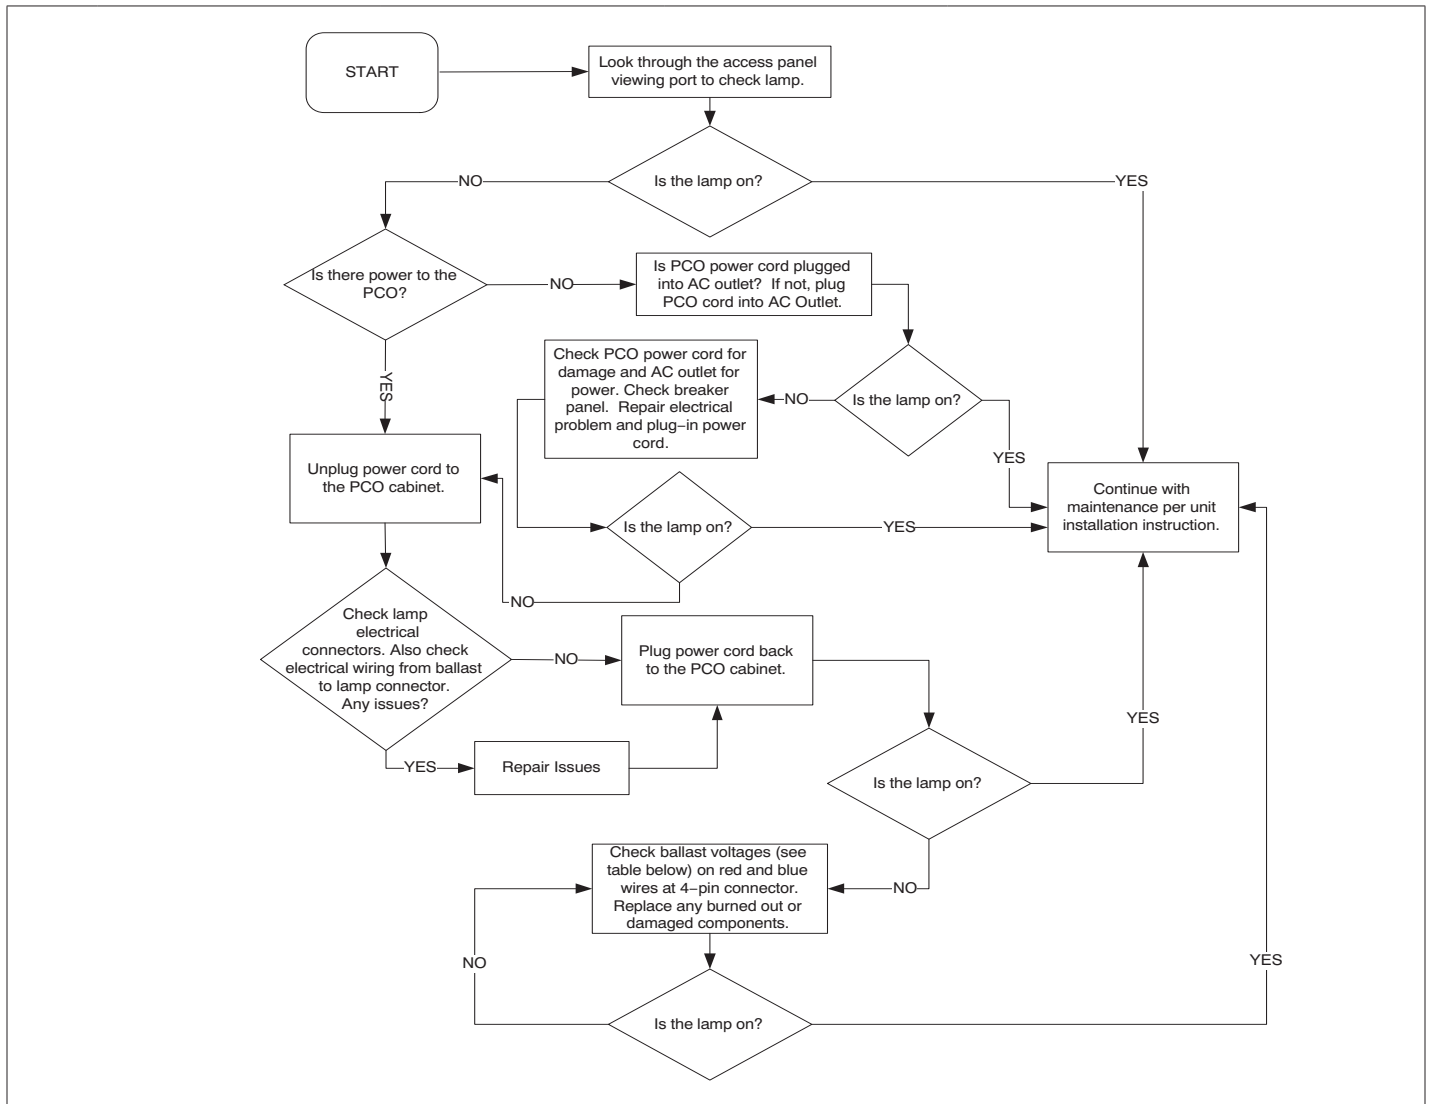 START
Look through the access panel
viewing port to check lamp.
Is the lamp on?
NO
YES
Is there power to the
PCO?
NO
Is PCO power cord plugged
into AC outlet?  If not, plug
PCO cord into AC Outlet.
YES
Check PCO power cord for
damage and AC outlet for
power. Check breaker
panel.  Repair electrical
problem and plug–in power
cord.
NO
Is the lamp on?
YES
Unplug power cord to
the PCO cabinet.
Is the lamp on?
YES
NO
Continue with
maintenance per unit
installation instruction.
Check lamp
electrical
connectors. Also check
electrical wiring from ballast
to lamp connector.
Any issues?
NO
Plug power cord back
to the PCO cabinet.
YES
Repair Issues
Is the lamp on?
YES
NO
Check ballast voltages (see
table below) on red and blue
wires at 4–pin connector.
Replace any burned out or
damaged components.
NO
Is the lamp on?
YES